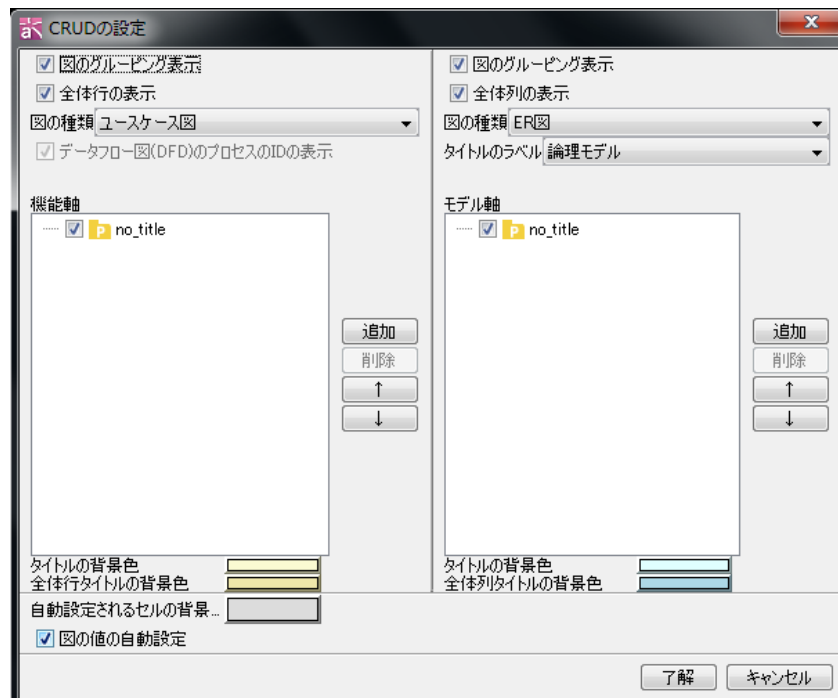 CRUDの設定
図のグルーピング表示
全体行の表示
図の種類 ユースケース図
データフロー図(DFD)のプロセスのIDの表示
機能軸
no_title
追加
削除
↑
↓
タイトルの背景色
全体行タイトルの背景色
図のグルーピング表示
全体列の表示
図の種類 ER図
タイトルのラベル 論理モデル
モデル軸
no_title
追加
削除
↑
↓
タイトルの背景色
全体列タイトルの背景色
自動設定されるセルの背景...
図の値の自動設定
了解 キャンセル